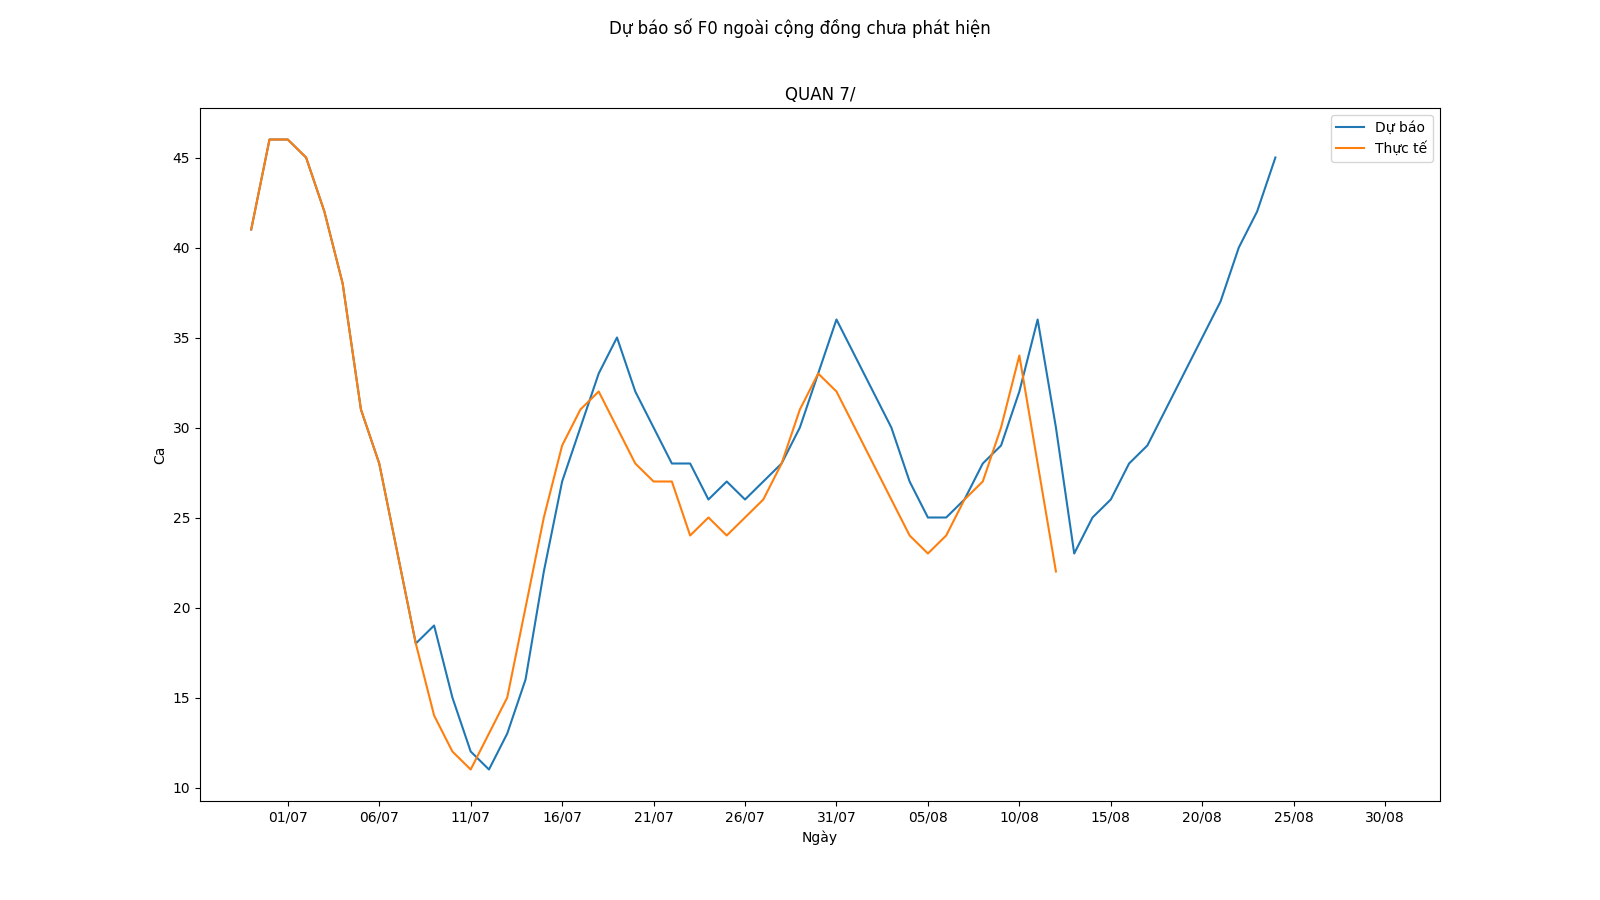 Dự báo số F0 ngoài cộng đồng chưa phát hiện
QUAN 7/
Dự báo
Thực tế
45
40
35
30
25
20
15
10
Ca
01/07 06/07 11/07 16/07 21/07 26/07 31/07 05/08 10/08 15/08 20/08 25/08 30/08
Ngày